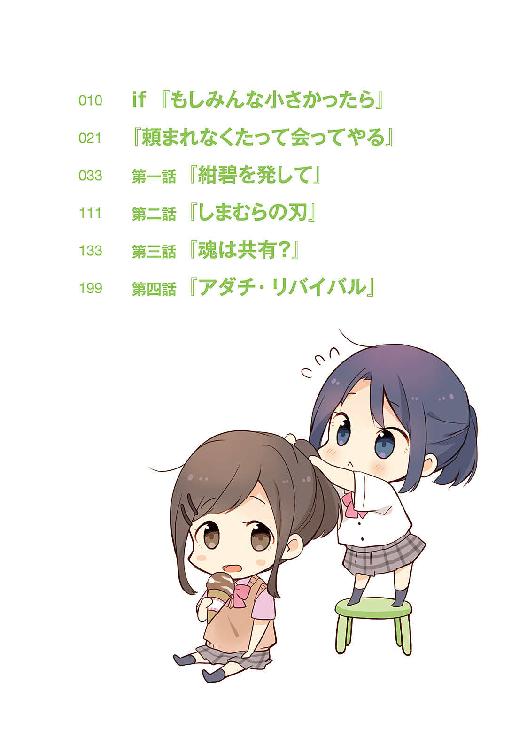 010 if 『もしみんな小さかったら』
021 『頼まれなくたって会ってやる』
033 第一話 『紺碧を発して』
111 第二話 『しまむらの刃』
133 第三話 『魂は共有?』
199 第四話 『アダチ・リバイバル』